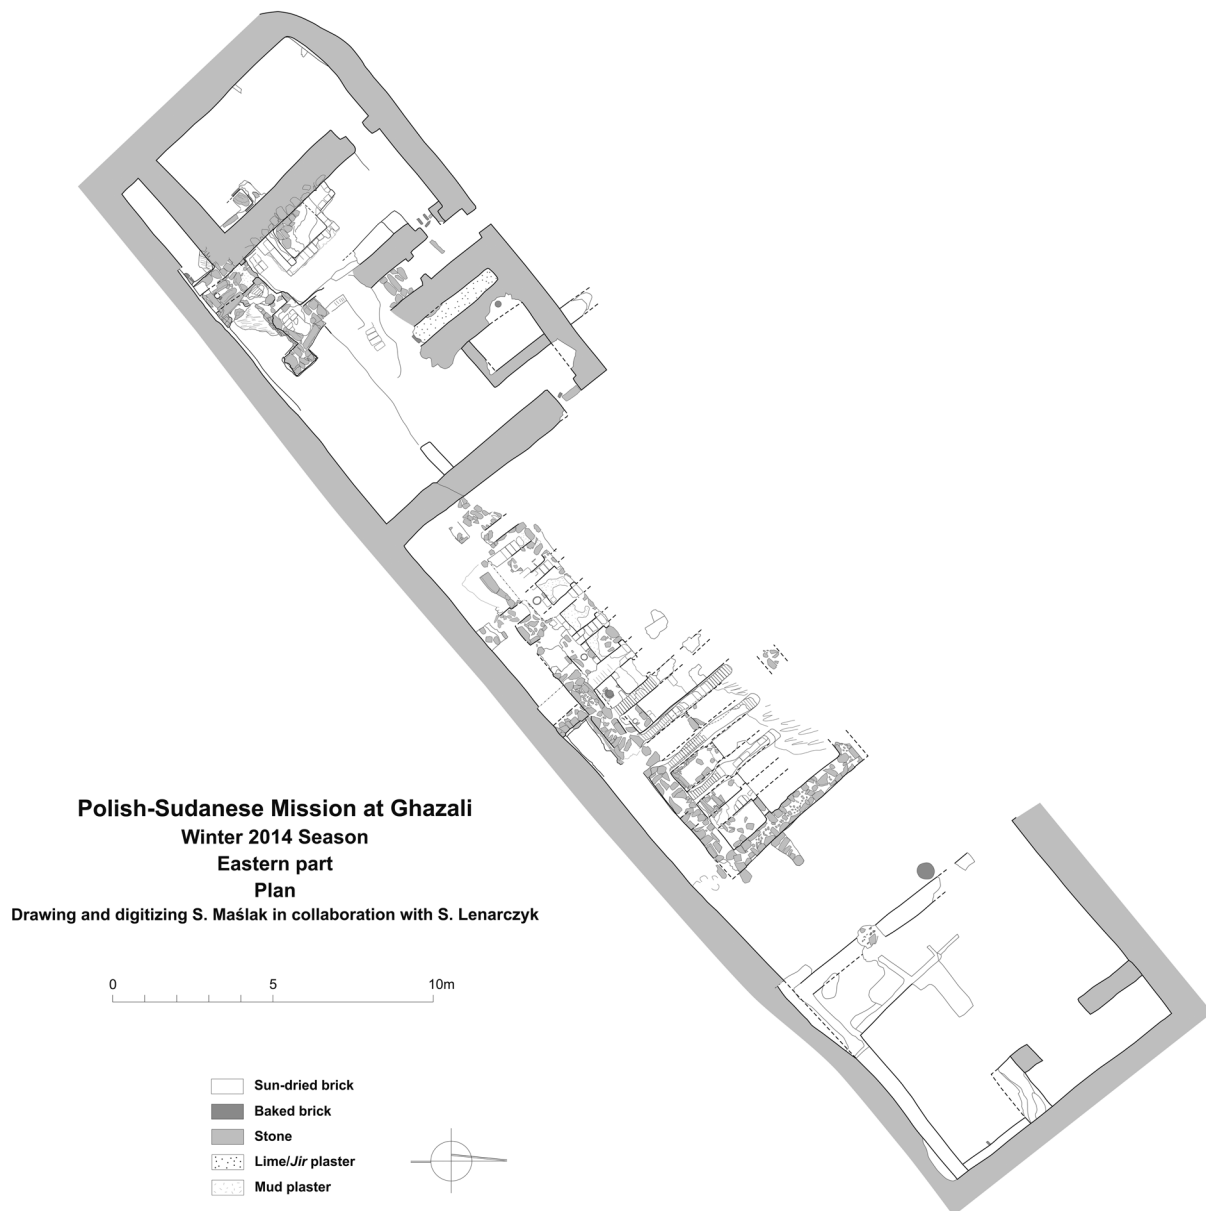 Polish-Sudanese Mission at Ghazali
Winter 2014 Season
Eastern part
Plan
Drawing and digitizing S. Maślak in collaboration with S. Lenarczyk
0 5 10m
Sun-dried brick
Baked brick
Stone
Lime/Jir plaster
Mud plaster